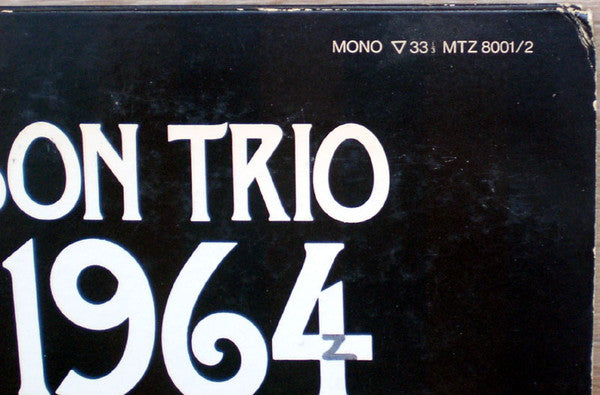 MONO ▽ 33⅓ MTZ 8001/2
SON TRIO
1964
Z